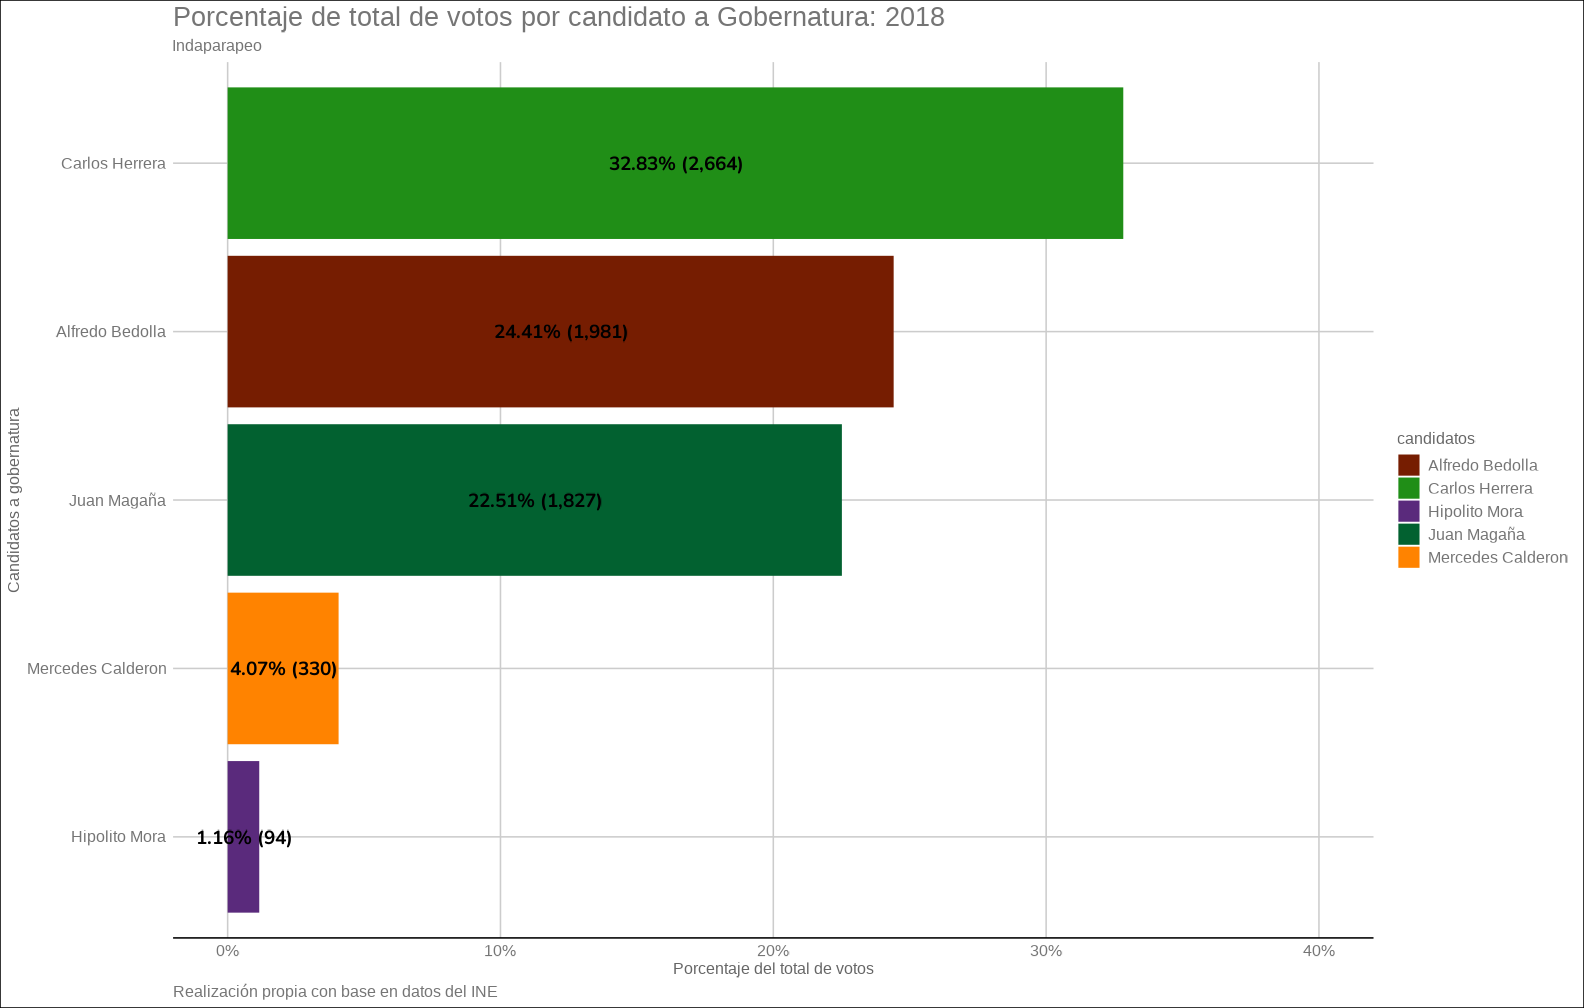 Porcentaje de total de votos por candidato a Gobernatura: 2018
Indaparapeo
Candidatos a gobernatura
Carlos Herrera
32.83% (2,664)
Alfredo Bedolla
24.41% (1,981)
Juan Magaña
22.51% (1,827)
Mercedes Calderon
4.07% (330)
Hipolito Mora
1.16% (94)
0%
10%
20%
30%
40%
Porcentaje del total de votos
candidatos
Alfredo Bedolla
Carlos Herrera
Hipolito Mora
Juan Magaña
Mercedes Calderon
Realización propia con base en datos del INE